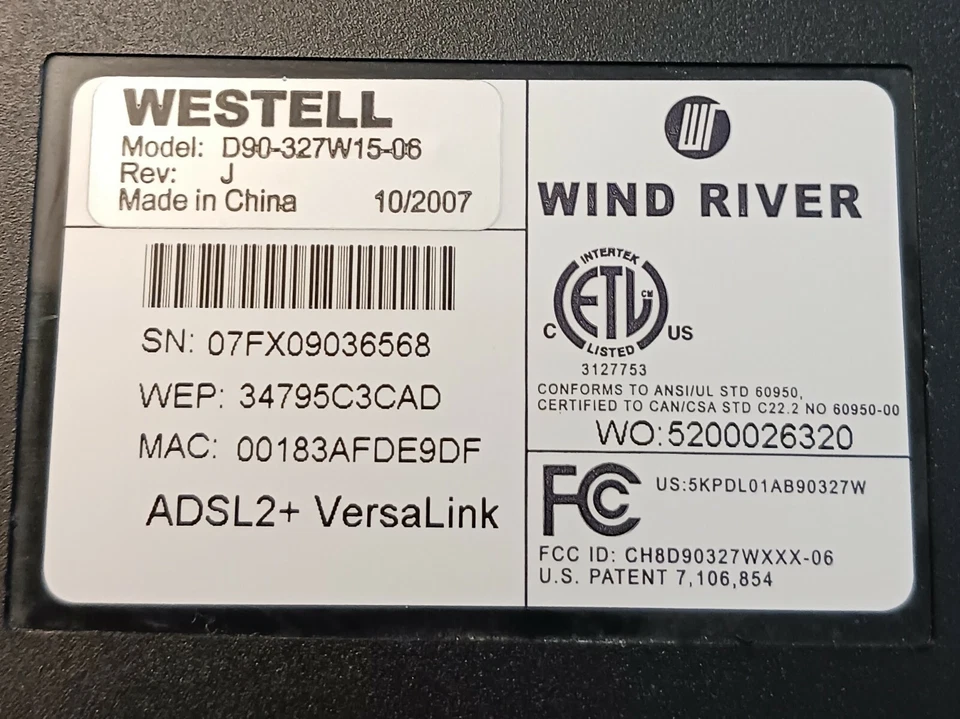 WESTELL
Model: D90-327W15-06
Rev: J
Made in China 10/2007
SN: 07FX09036568
WEP: 34795C3CAD
MAC: 00183AFDE9DF
ADSL2+ VersaLink
WIND RIVER
INTERTEK
ETL CM
C US
LISTED
3127753
CONFORMS TO ANSI/UL STD 60950,
CERTIFIED TO CAN/CSA STD C22.2 NO 60950-00
WO:5200026320
FCC US:5KPDL01AB90327W
FCC ID: CH8D90327WXXX-06
U.S. PATENT 7,106,854